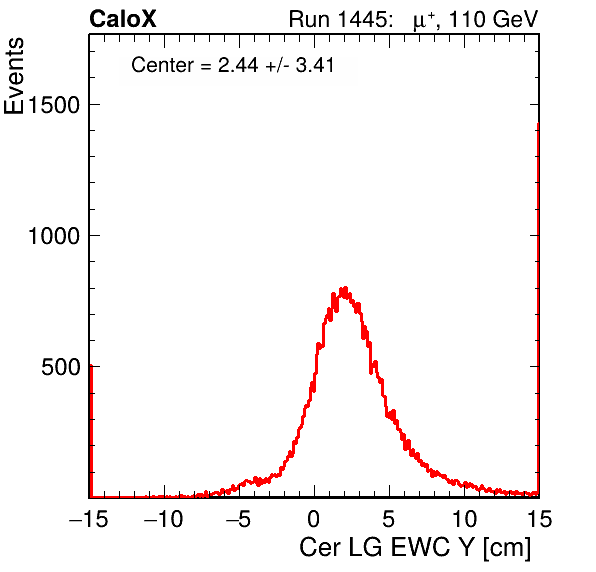 CaloX Run 1445: μ⁺, 110 GeV
Center = 2.44 +/- 3.41
Events
1500
1000
500
−15 −10 −5 0 5 10 15
Cer LG EWC Y [cm]